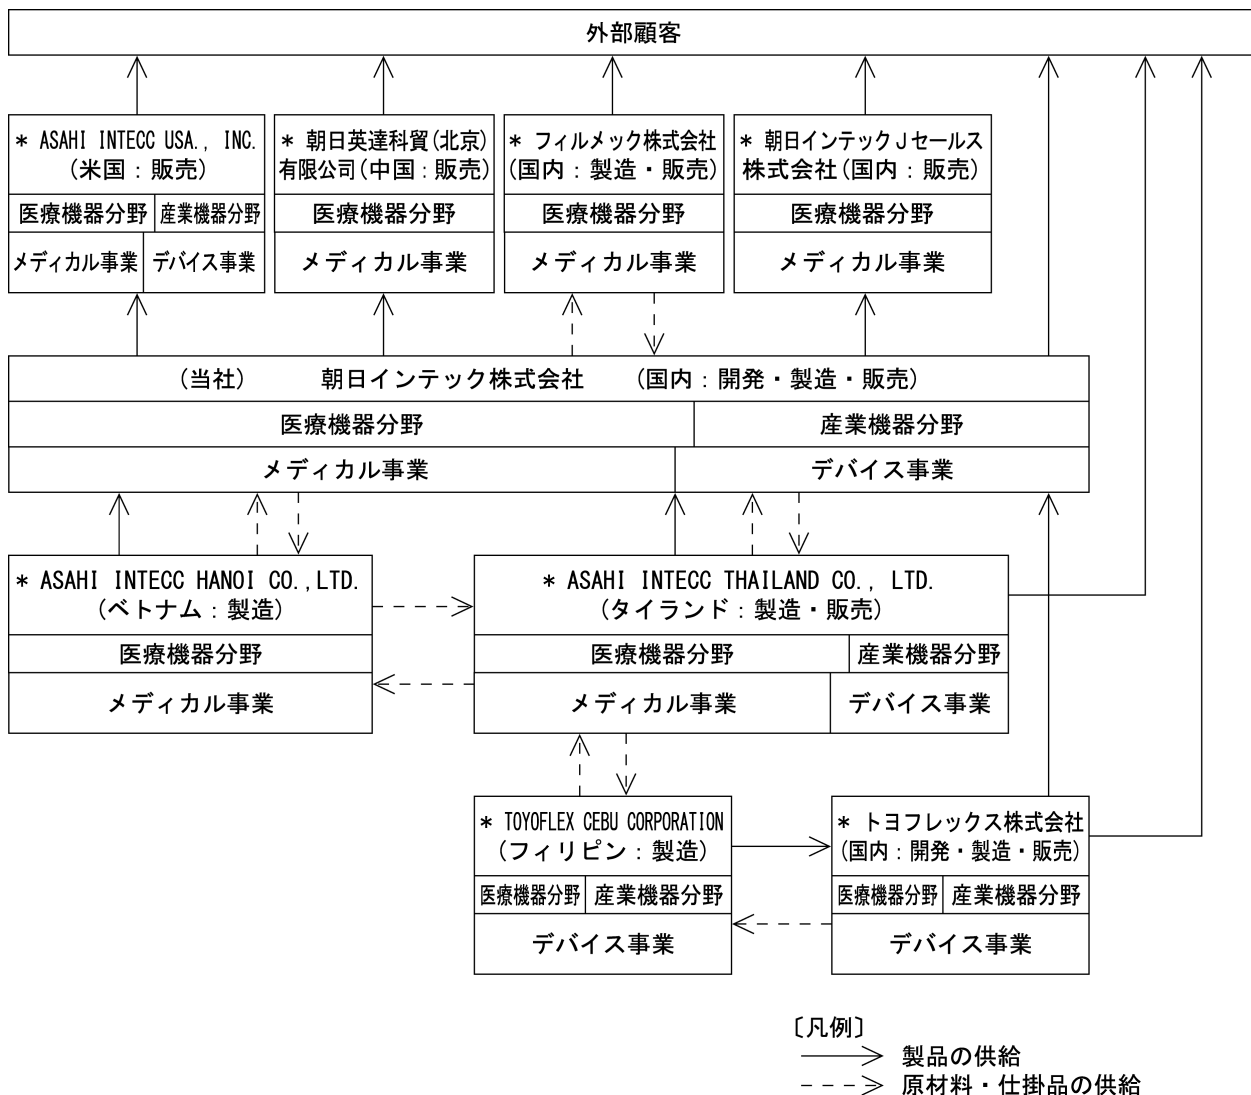 外部顧客
* ASAHI INTECC USA., INC.
(米国：販売)
医療機器分野
産業機器分野
メディカル事業
デバイス事業
* 朝日英達科貿(北京)
有限公司(中国：販売)
医療機器分野
メディカル事業
* フィルメック株式会社
(国内：製造・販売)
医療機器分野
メディカル事業
* 朝日インテックＪセールス
株式会社(国内：販売)
医療機器分野
メディカル事業
(当社) 朝日インテック株式会社 (国内：開発・製造・販売)
医療機器分野
産業機器分野
メディカル事業
デバイス事業
* ASAHI INTECC HANOI CO.,LTD.
(ベトナム：製造)
医療機器分野
メディカル事業
* ASAHI INTECC THAILAND CO., LTD.
(タイランド：製造・販売)
医療機器分野
産業機器分野
メディカル事業
デバイス事業
* TOYOFLEX CEBU CORPORATION
(フィリピン：製造)
医療機器分野
産業機器分野
デバイス事業
* トヨフレックス株式会社
(国内：開発・製造・販売)
医療機器分野
産業機器分野
デバイス事業
〔凡例〕
製品の供給
原材料・仕掛品の供給